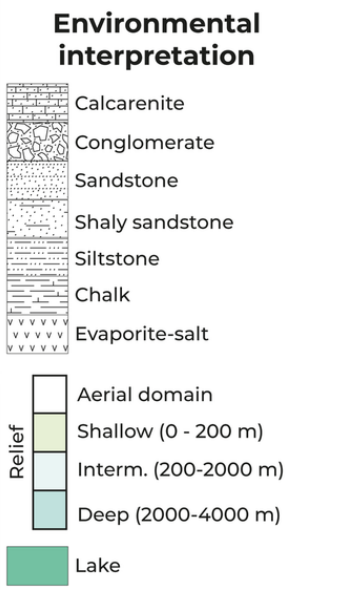 Environmental
interpretation
Calcarenite
Conglomerate
Sandstone
Shaly sandstone
Siltstone
Chalk
Evaporite-salt
Relief
Aerial domain
Shallow (0 - 200 m)
Interm. (200-2000 m)
Deep (2000-4000 m)
Lake